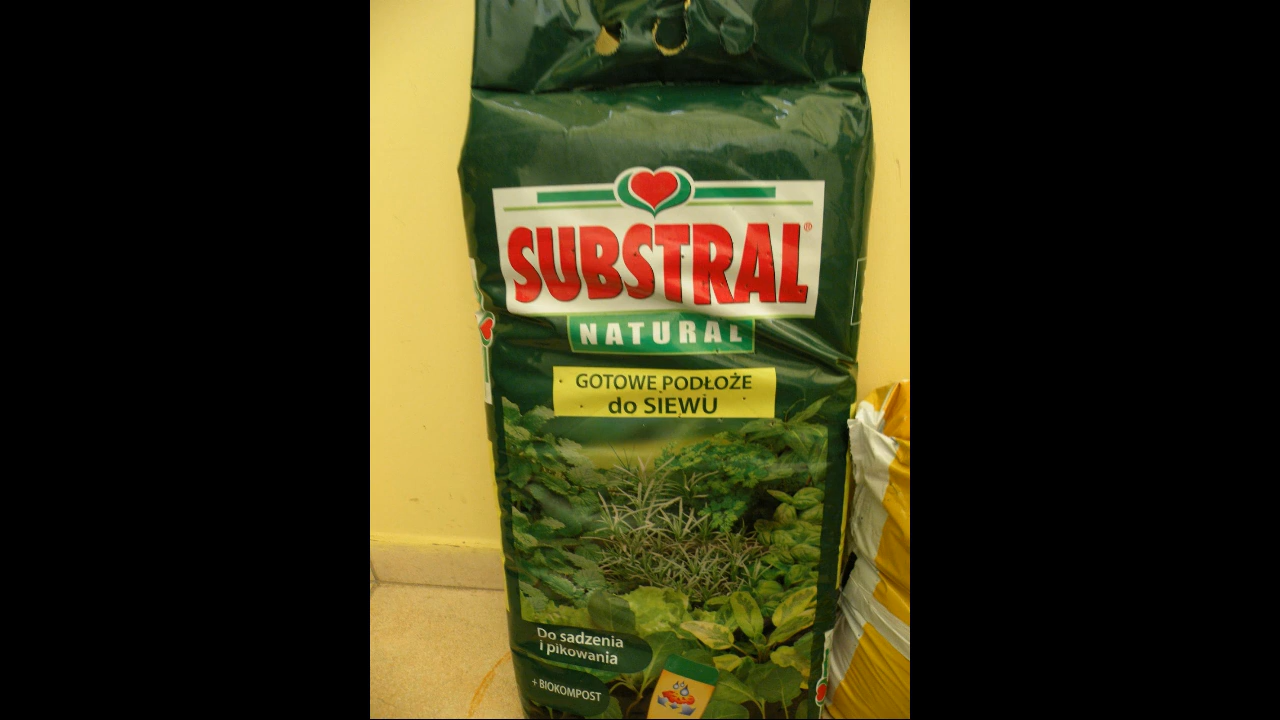 SUBSTRAL®
NATURAL
GOTOWE PODŁOŻE
do SIEWU
Do sadzenia
i pikowania
+ BIOKOMPOST